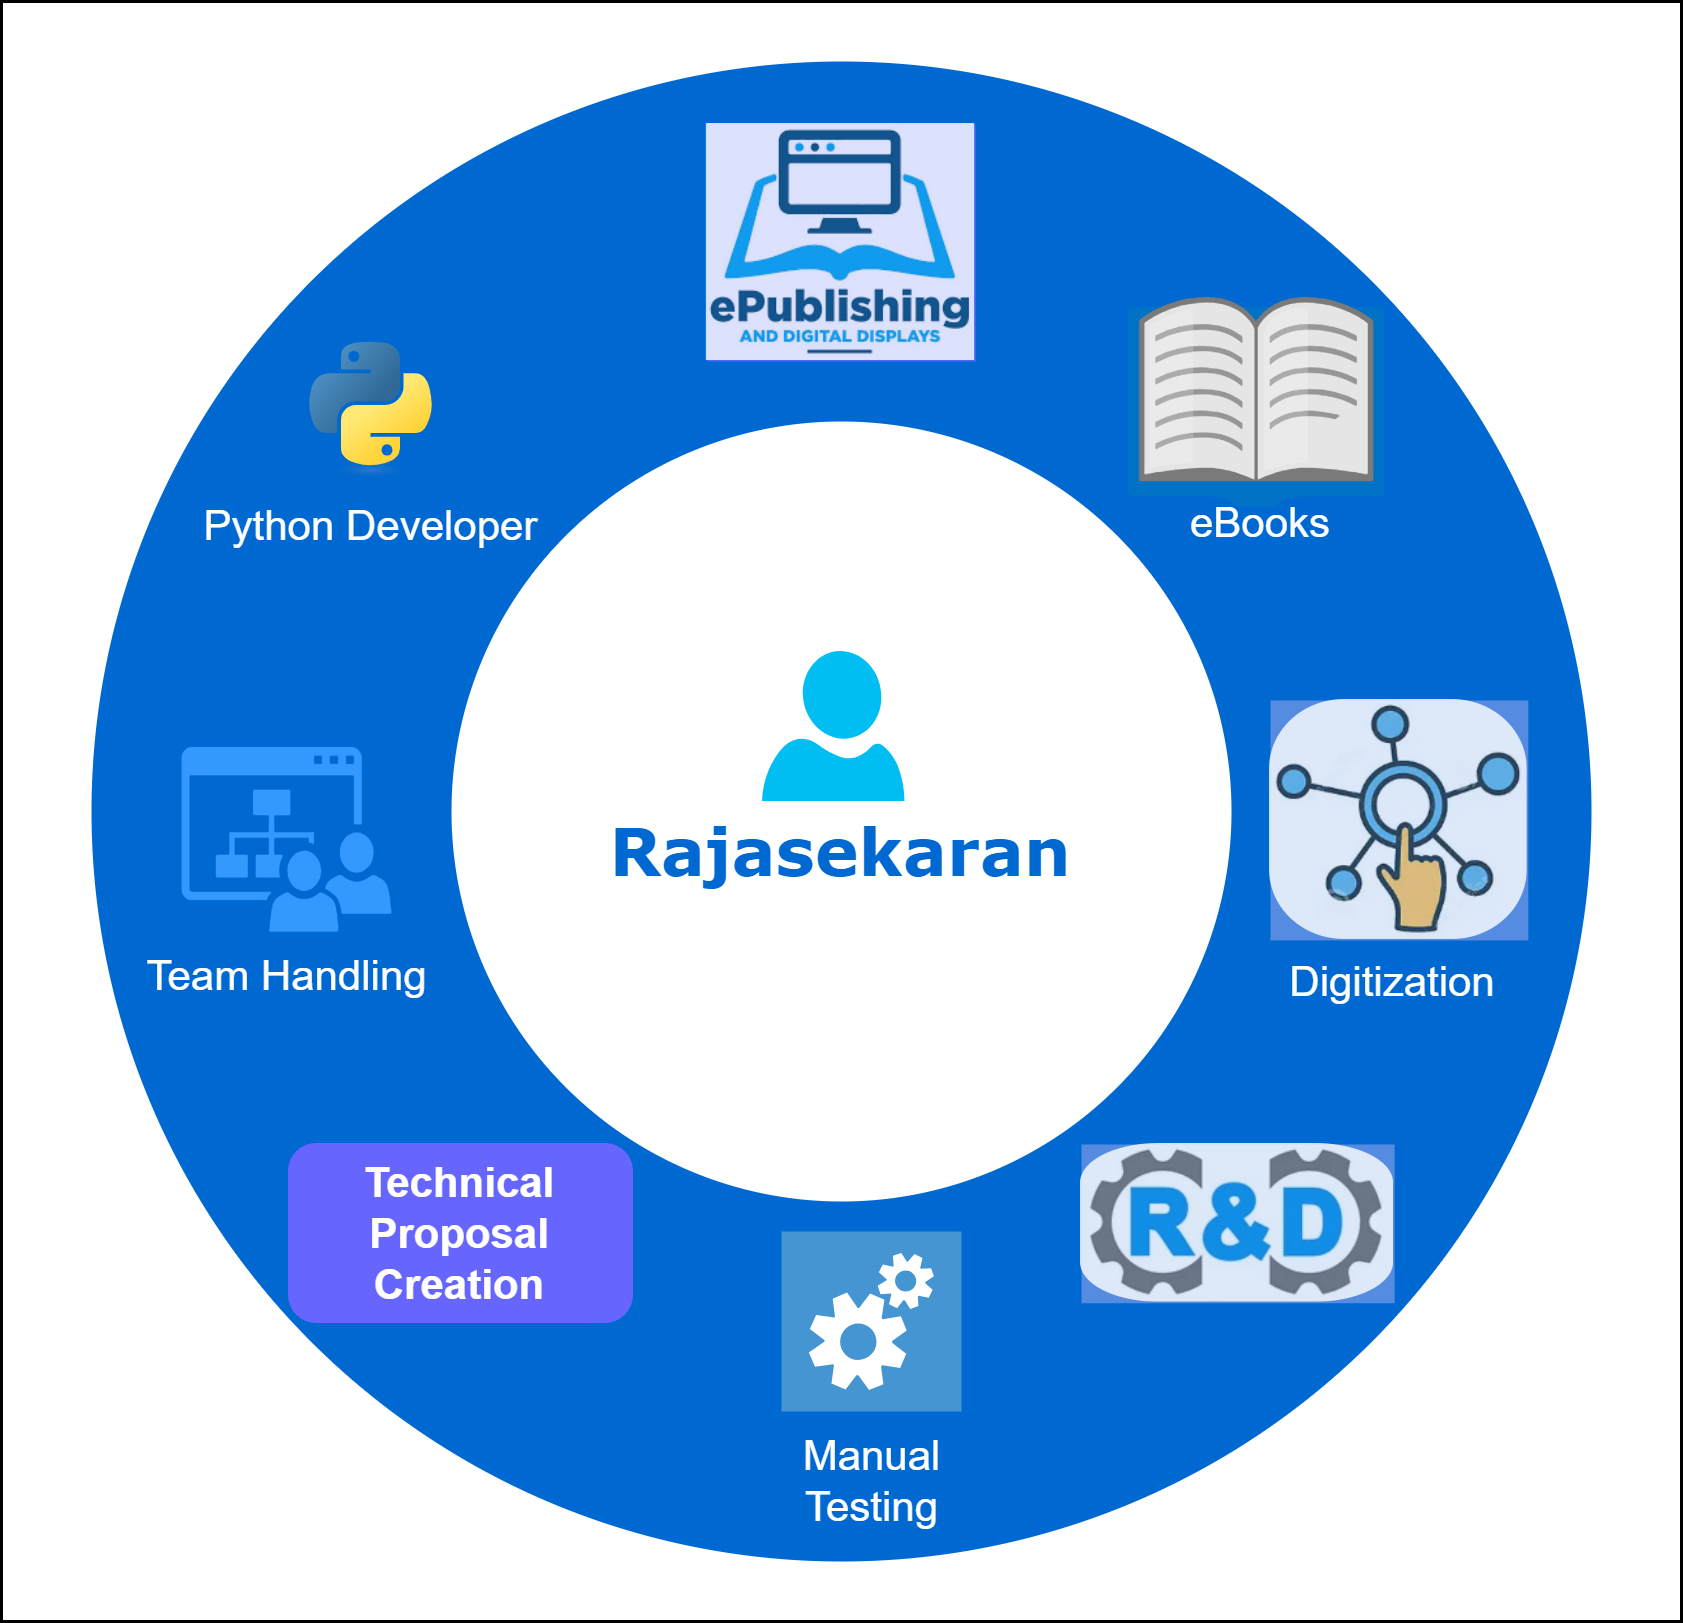 ePublishing
AND DIGITAL DISPLAYS
eBooks
Python Developer
Rajasekaran
Digitization
Team Handling
R&D
Technical
Proposal
Creation
Manual
Testing